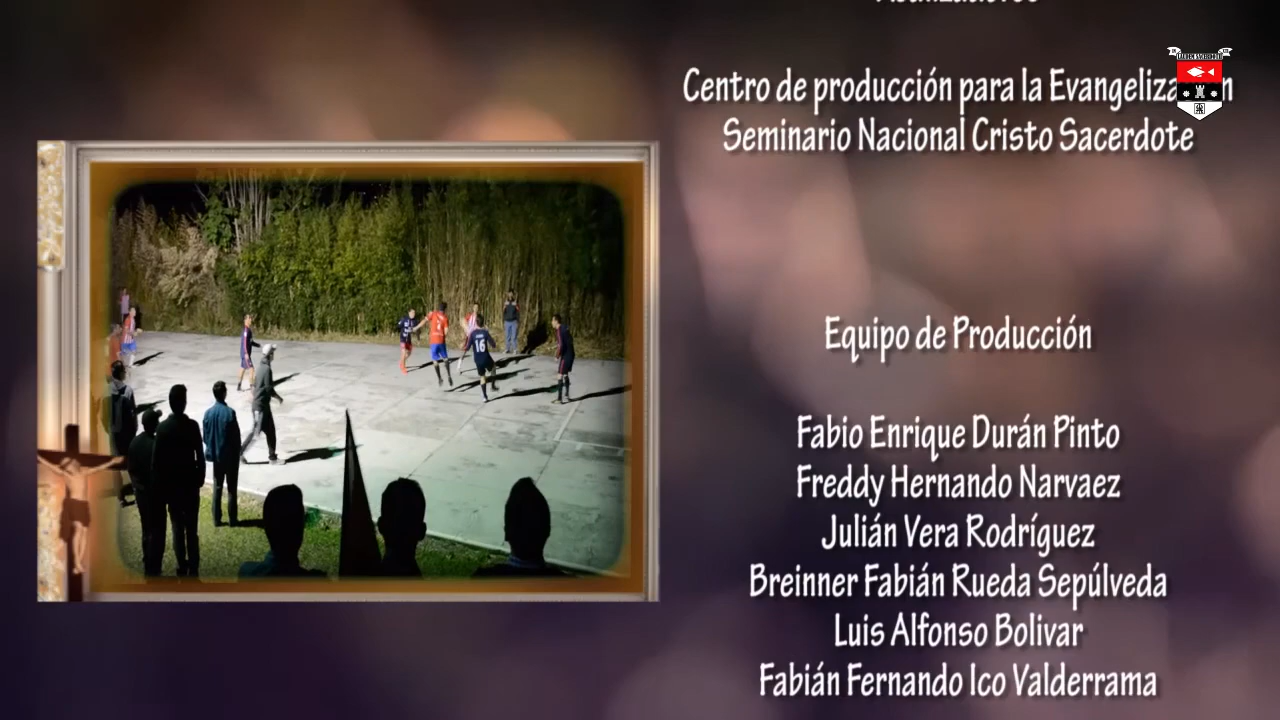 Centro de producción para la Evangelización
Seminario Nacional Cristo Sacerdote
Equipo de Producción
Fabio Enrique Durán Pinto
Freddy Hernando Narvaez
Julián Vera Rodríguez
Breinner Fabián Rueda Sepúlveda
Luis Alfonso Bolivar
Fabián Fernando Ico Valderrama
16